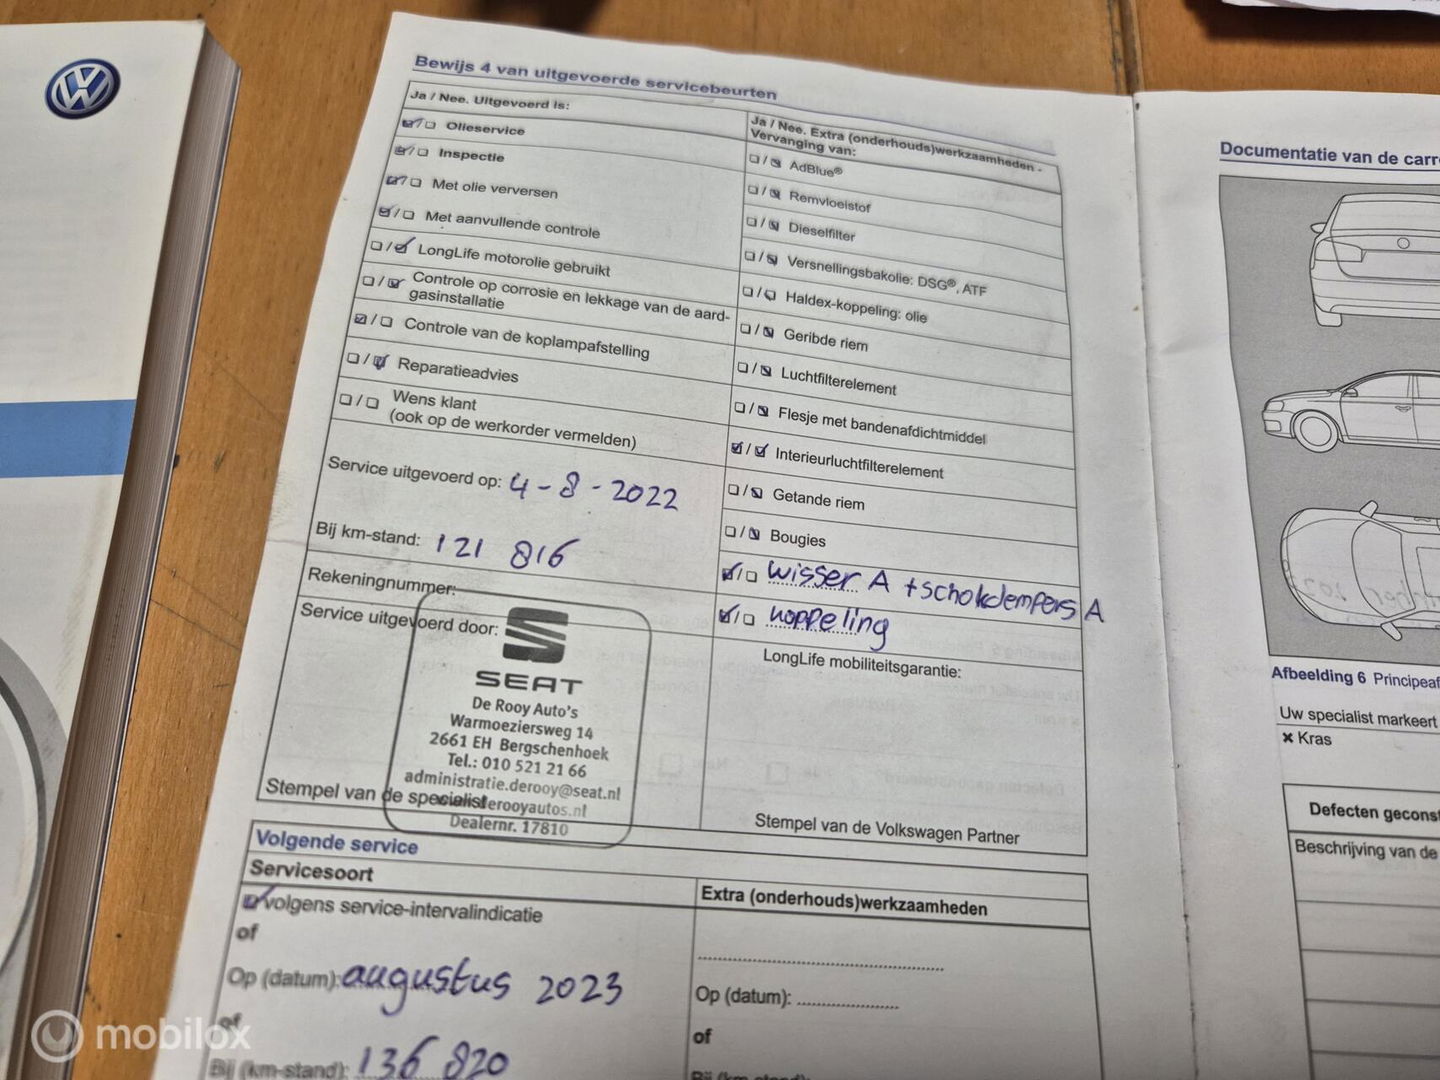 Bewijs 4 van uitgevoerde servicebeurten
Ja / Nee. Uitgevoerd is:
Olieservice
Inspectie
Met olie verversen
Met aanvullende controle
LongLife motorolie gebruikt
Controle op corrosie en lekkage van de aard-
gasinstallatie
Controle van de koplampafstelling
Reparatieadvies
Wens klant
(ook op de werkorder vermelden)
Service uitgevoerd op: 4-8-2022
Bij km-stand: 121 816
Rekeningnummer:
Service uitgevoerd door:
SEAT
De Rooy Auto's
Warmoeziersweg 14
2661 EH Bergschenhoek
Tel.: 010 521 21 66
administratie.derooy@seat.nl
derooyautos.nl
Dealernr. 17810
Stempel van de specialist
Ja / Nee. Extra (onderhouds)werkzaamheden -
Vervanging van:
AdBlue®
Remvloeistof
Dieselfilter
Versnellingsbakolie: DSG®, ATF
Haldex-koppeling: olie
Geribde riem
Luchtfilterelement
Flesje met bandenafdichtmiddel
Interieurluchtfilterelement
Getande riem
Bougies
wisser A + schokdempers A
koppeling
LongLife mobiliteitsgarantie:
Stempel van de Volkswagen Partner
Volgende service
Servicesoort
volgens service-intervalindicatie
of
Op (datum): augustus 2023
of
Bij (km-stand): 136 820
Extra (onderhouds)werkzaamheden
Op (datum):
of
Bij (km-stand):
Documentatie van de carr
Afbeelding 6 Principeaf
Uw specialist markeert
× Kras
Defecten geconst
Beschrijving van de
mobilox